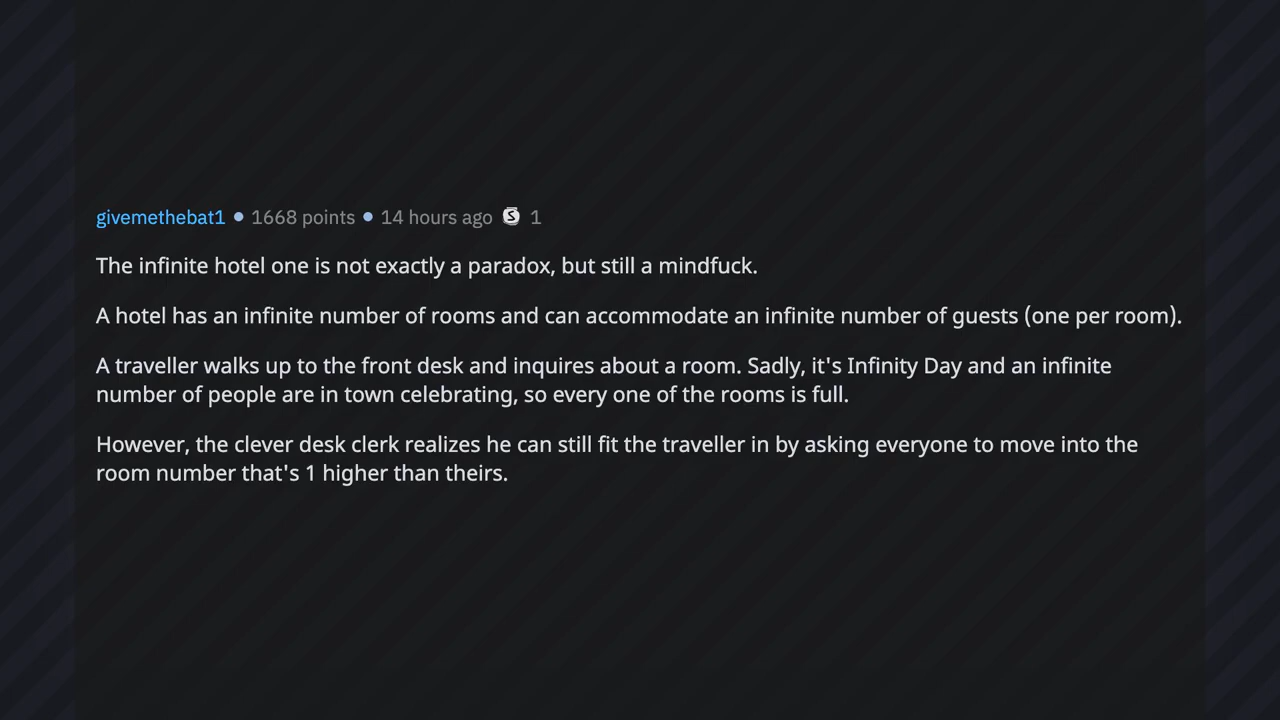 givemethebat1 • 1668 points • 14 hours ago S 1
The infinite hotel one is not exactly a paradox, but still a mindfuck.
A hotel has an infinite number of rooms and can accommodate an infinite number of guests (one per room).
A traveller walks up to the front desk and inquires about a room. Sadly, it's Infinity Day and an infinite
number of people are in town celebrating, so every one of the rooms is full.
However, the clever desk clerk realizes he can still fit the traveller in by asking everyone to move into the
room number that's 1 higher than theirs.